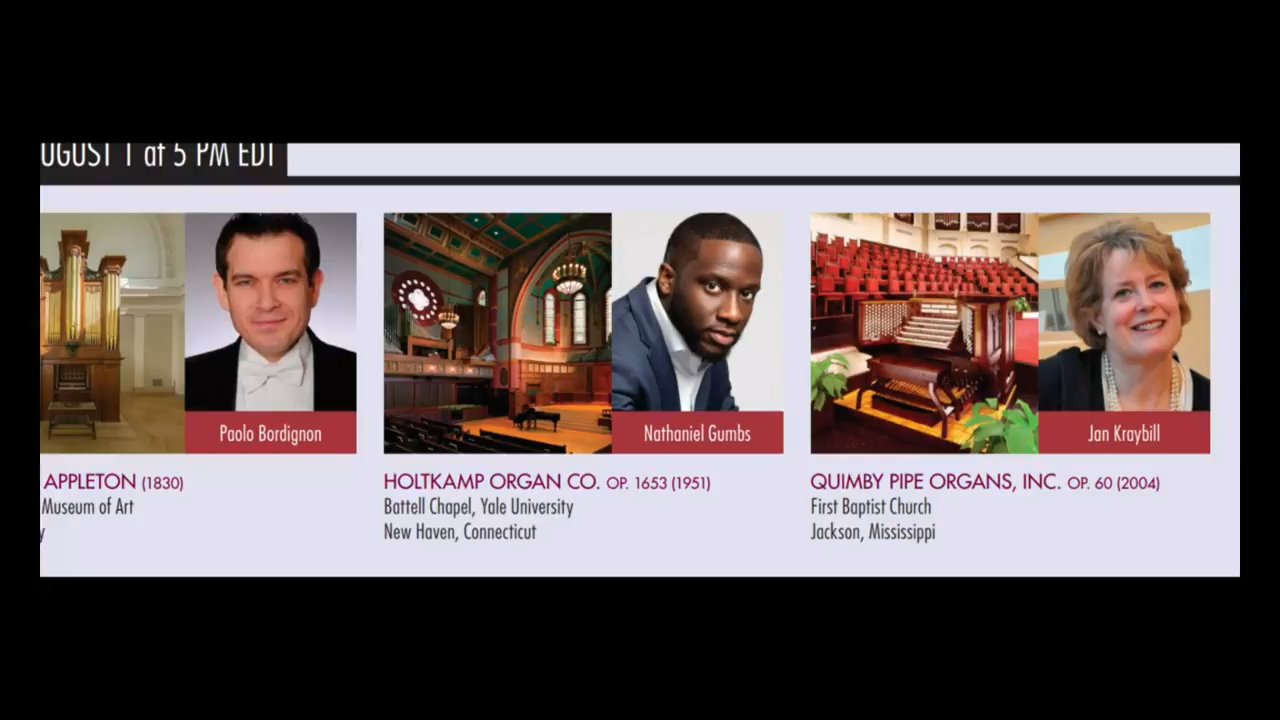 UGUST 1 at 5 PM EDT
Paolo Bordignon
Nathaniel Gumbs
Jan Kraybill
APPLETON (1830)
Museum of Art
y
HOLTKAMP ORGAN CO. OP. 1653 (1951)
Battell Chapel, Yale University
New Haven, Connecticut
QUIMBY PIPE ORGANS, INC. OP. 60 (2004)
First Baptist Church
Jackson, Mississippi